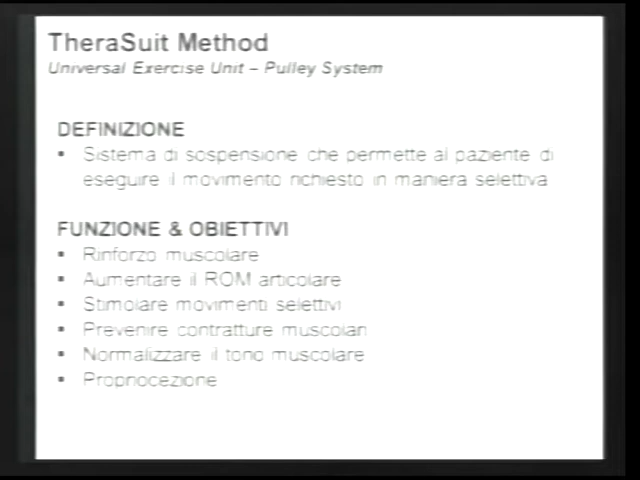 TheraSuit Method
Universal Exercise Unit – Pulley System
DEFINIZIONE
▪ Sistema di sospensione che permette al paziente di
eseguire il movimento richiesto in maniera selettiva
FUNZIONE & OBIETTIVI
▪ Rinforzo muscolare
▪ Aumentare il ROM articolare
▪ Stimolare movimenti selettivi
▪ Prevenire contratture muscolari
▪ Normalizzare il tono muscolare
▪ Propriocezione